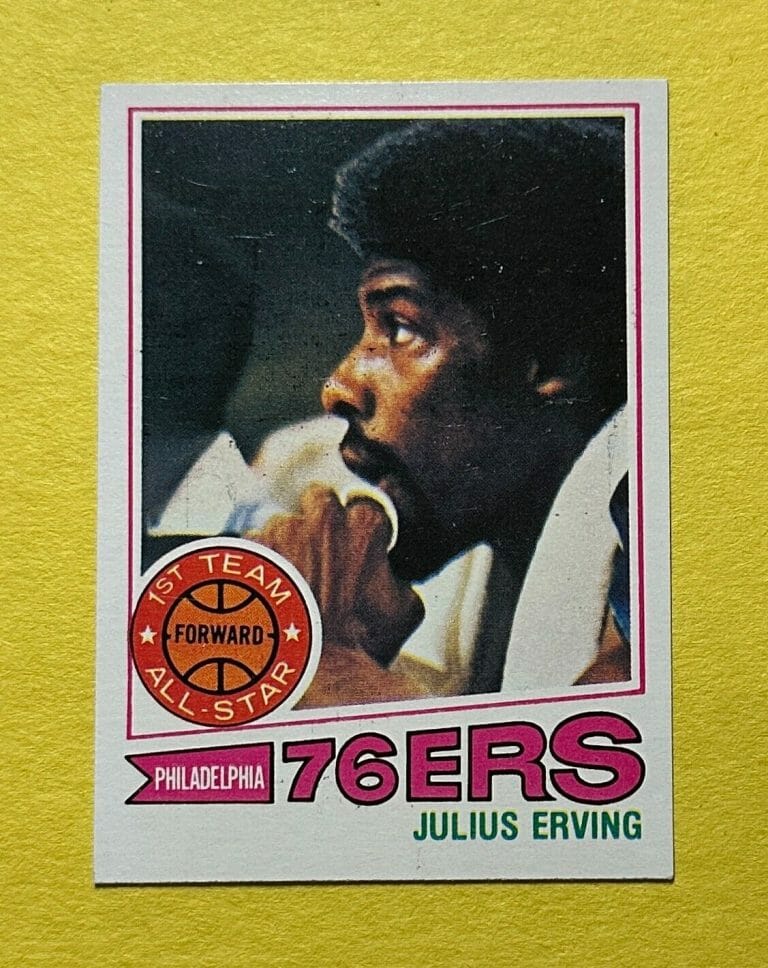 1ST TEAM
FORWARD
ALL-STAR
PHILADELPHIA 76ERS
JULIUS ERVING